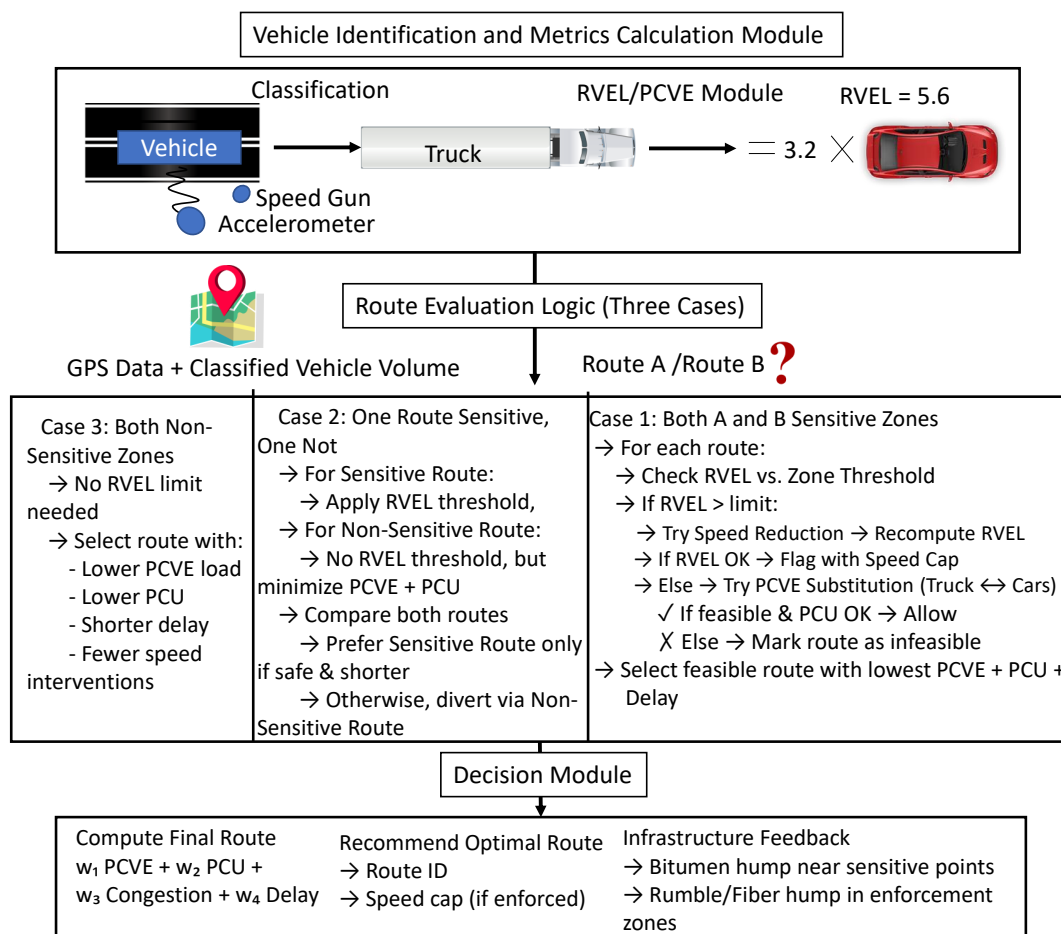 Vehicle Identification and Metrics Calculation Module
Classification
RVEL/PCVE Module
RVEL = 5.6
Vehicle
Truck
= 3.2 ×
Speed Gun
Accelerometer
Route Evaluation Logic (Three Cases)
GPS Data + Classified Vehicle Volume
Route A /Route B ?
Case 3: Both Non-
Sensitive Zones
→ No RVEL limit
needed
→ Select route with:
- Lower PCVE load
- Lower PCU
- Shorter delay
- Fewer speed
interventions
Case 2: One Route Sensitive,
One Not
→ For Sensitive Route:
→ Apply RVEL threshold,
→ For Non-Sensitive Route:
→ No RVEL threshold, but
minimize PCVE + PCU
→ Compare both routes
→ Prefer Sensitive Route only
if safe & shorter
→ Otherwise, divert via Non-
Sensitive Route
Case 1: Both A and B Sensitive Zones
→ For each route:
→ Check RVEL vs. Zone Threshold
→ If RVEL > limit:
→ Try Speed Reduction → Recompute RVEL
→ If RVEL OK → Flag with Speed Cap
→ Else → Try PCVE Substitution (Truck ↔ Cars)
✓ If feasible & PCU OK → Allow
✗ Else → Mark route as infeasible
→ Select feasible route with lowest PCVE + PCU +
Delay
Decision Module
Compute Final Route
w₁ PCVE + w₂ PCU +
w₃ Congestion + w₄ Delay
Recommend Optimal Route
→ Route ID
→ Speed cap (if enforced)
Infrastructure Feedback
→ Bitumen hump near sensitive points
→ Rumble/Fiber hump in enforcement
zones